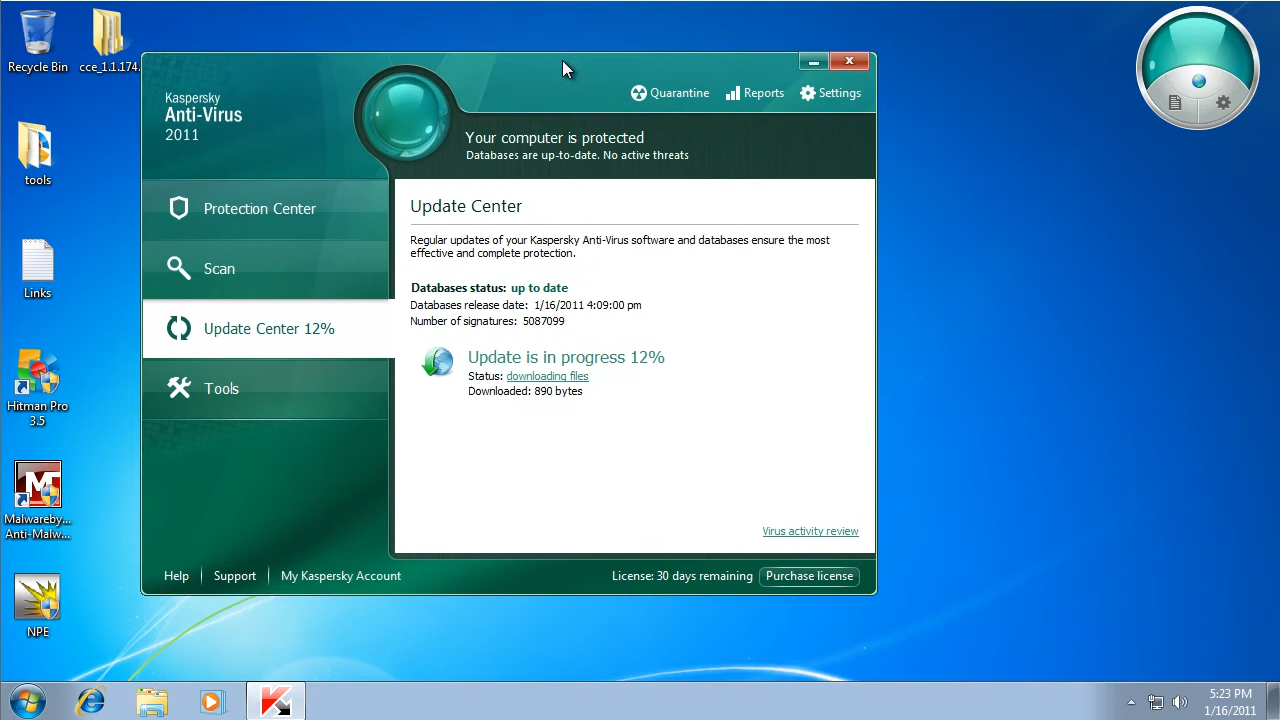 Recycle Bin
cce_1.1.174.
tools
Links
Hitman Pro
3.5
Malwareby...
Anti-Malw...
NPE
Kaspersky
Anti-Virus
2011
Quarantine
Reports
Settings
Your computer is protected
Databases are up-to-date. No active threats
Protection Center
Scan
Update Center 12%
Tools
Update Center
Regular updates of your Kaspersky Anti-Virus software and databases ensure the most
effective and complete protection.
Databases status: up to date
Databases release date: 1/16/2011 4:09:00 pm
Number of signatures: 5087099
Update is in progress 12%
Status: downloading files
Downloaded: 890 bytes
Virus activity review
Help
Support
My Kaspersky Account
License: 30 days remaining
Purchase license
5:23 PM
1/16/2011